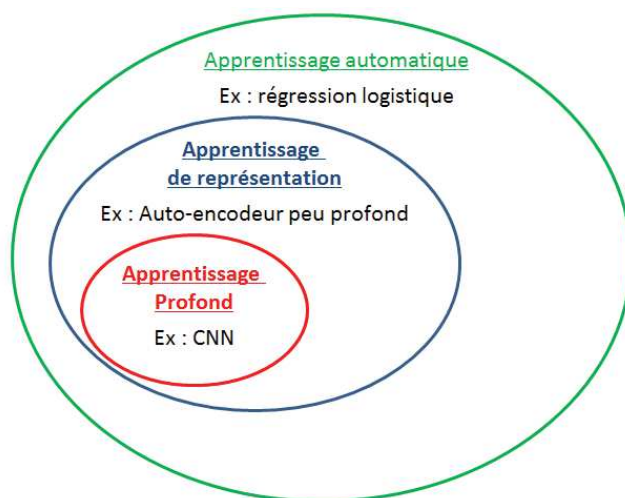 Apprentissage automatique
Ex : régression logistique
Apprentissage
de représentation
Ex : Auto-encodeur peu profond
Apprentissage
Profond
Ex : CNN